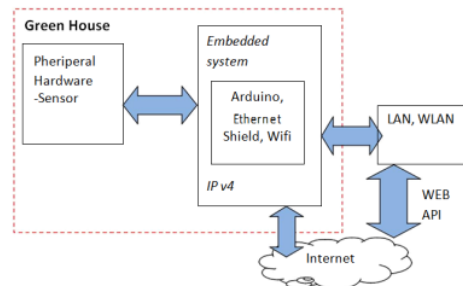 Green House
Pheriperal
Hardware
-Sensor
Embedded
system
Arduino,
Ethernet
Shield, Wifi
IP v4
LAN, WLAN
WEB
API
Internet